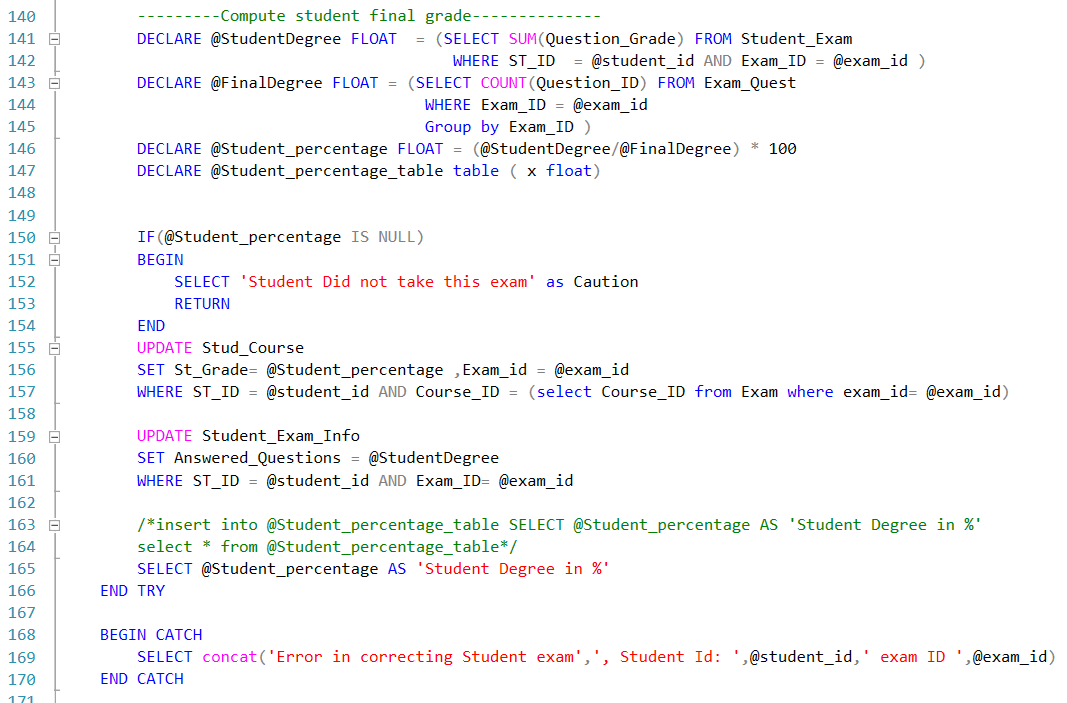 140 ---------Compute student final grade--------------
141 DECLARE @StudentDegree FLOAT  = (SELECT SUM(Question_Grade) FROM Student_Exam
142 WHERE ST_ID  = @student_id AND Exam_ID = @exam_id )
143 DECLARE @FinalDegree FLOAT = (SELECT COUNT(Question_ID) FROM Exam_Quest
144 WHERE Exam_ID = @exam_id
145 Group by Exam_ID )
146 DECLARE @Student_percentage FLOAT = (@StudentDegree/@FinalDegree) * 100
147 DECLARE @Student_percentage_table table ( x float)
148
149
150 IF(@Student_percentage IS NULL)
151 BEGIN
152 SELECT 'Student Did not take this exam' as Caution
153 RETURN
154 END
155 UPDATE Stud_Course
156 SET St_Grade= @Student_percentage ,Exam_id = @exam_id
157 WHERE ST_ID = @student_id AND Course_ID = (select Course_ID from Exam where exam_id= @exam_id)
158
159 UPDATE Student_Exam_Info
160 SET Answered_Questions = @StudentDegree
161 WHERE ST_ID = @student_id AND Exam_ID= @exam_id
162
163 /*insert into @Student_percentage_table SELECT @Student_percentage AS 'Student Degree in %'
164 select * from @Student_percentage_table*/
165 SELECT @Student_percentage AS 'Student Degree in %'
166 END TRY
167
168 BEGIN CATCH
169 SELECT concat('Error in correcting Student exam',', Student Id: ',@student_id,' exam ID ',@exam_id)
170 END CATCH
171